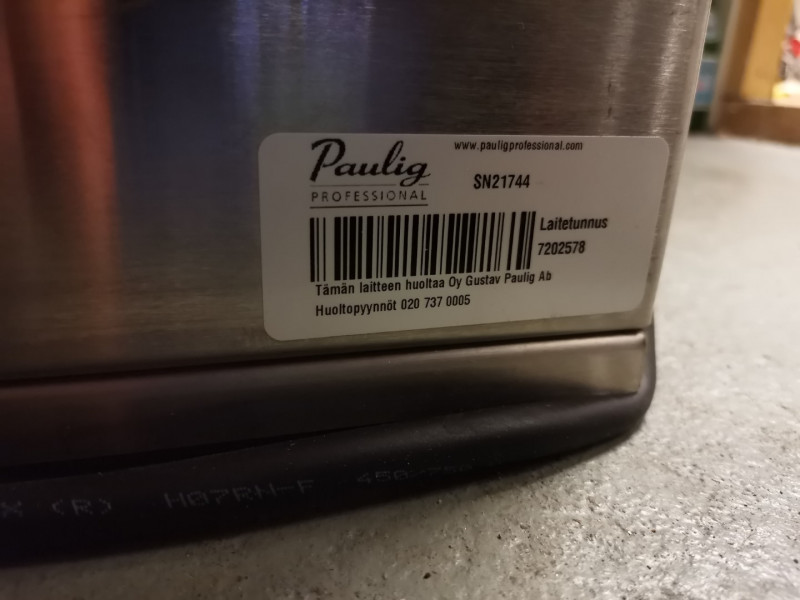 Paulig
PROFESSIONAL
www.pauligprofessional.com
SN21744
Laitetunnus
7202578
Tämän laitteen huoltaa Oy Gustav Paulig Ab
Huoltopyynnöt 020 737 0005
X (R) H07RN-F 450